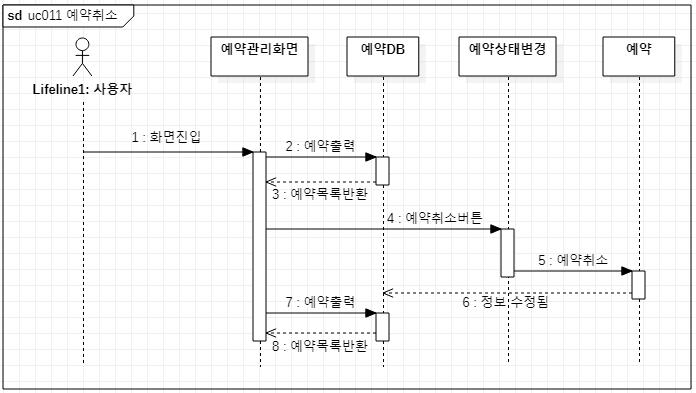 sd uc011 예약취소
예약관리화면
예약DB
예약상태변경
예약
Lifeline1: 사용자
1 : 화면진입
2 : 예약출력
3 : 예약목록반환
4 : 예약취소버튼
5 : 예약취소
6 : 정보 수정됨
7 : 예약출력
8 : 예약목록반환